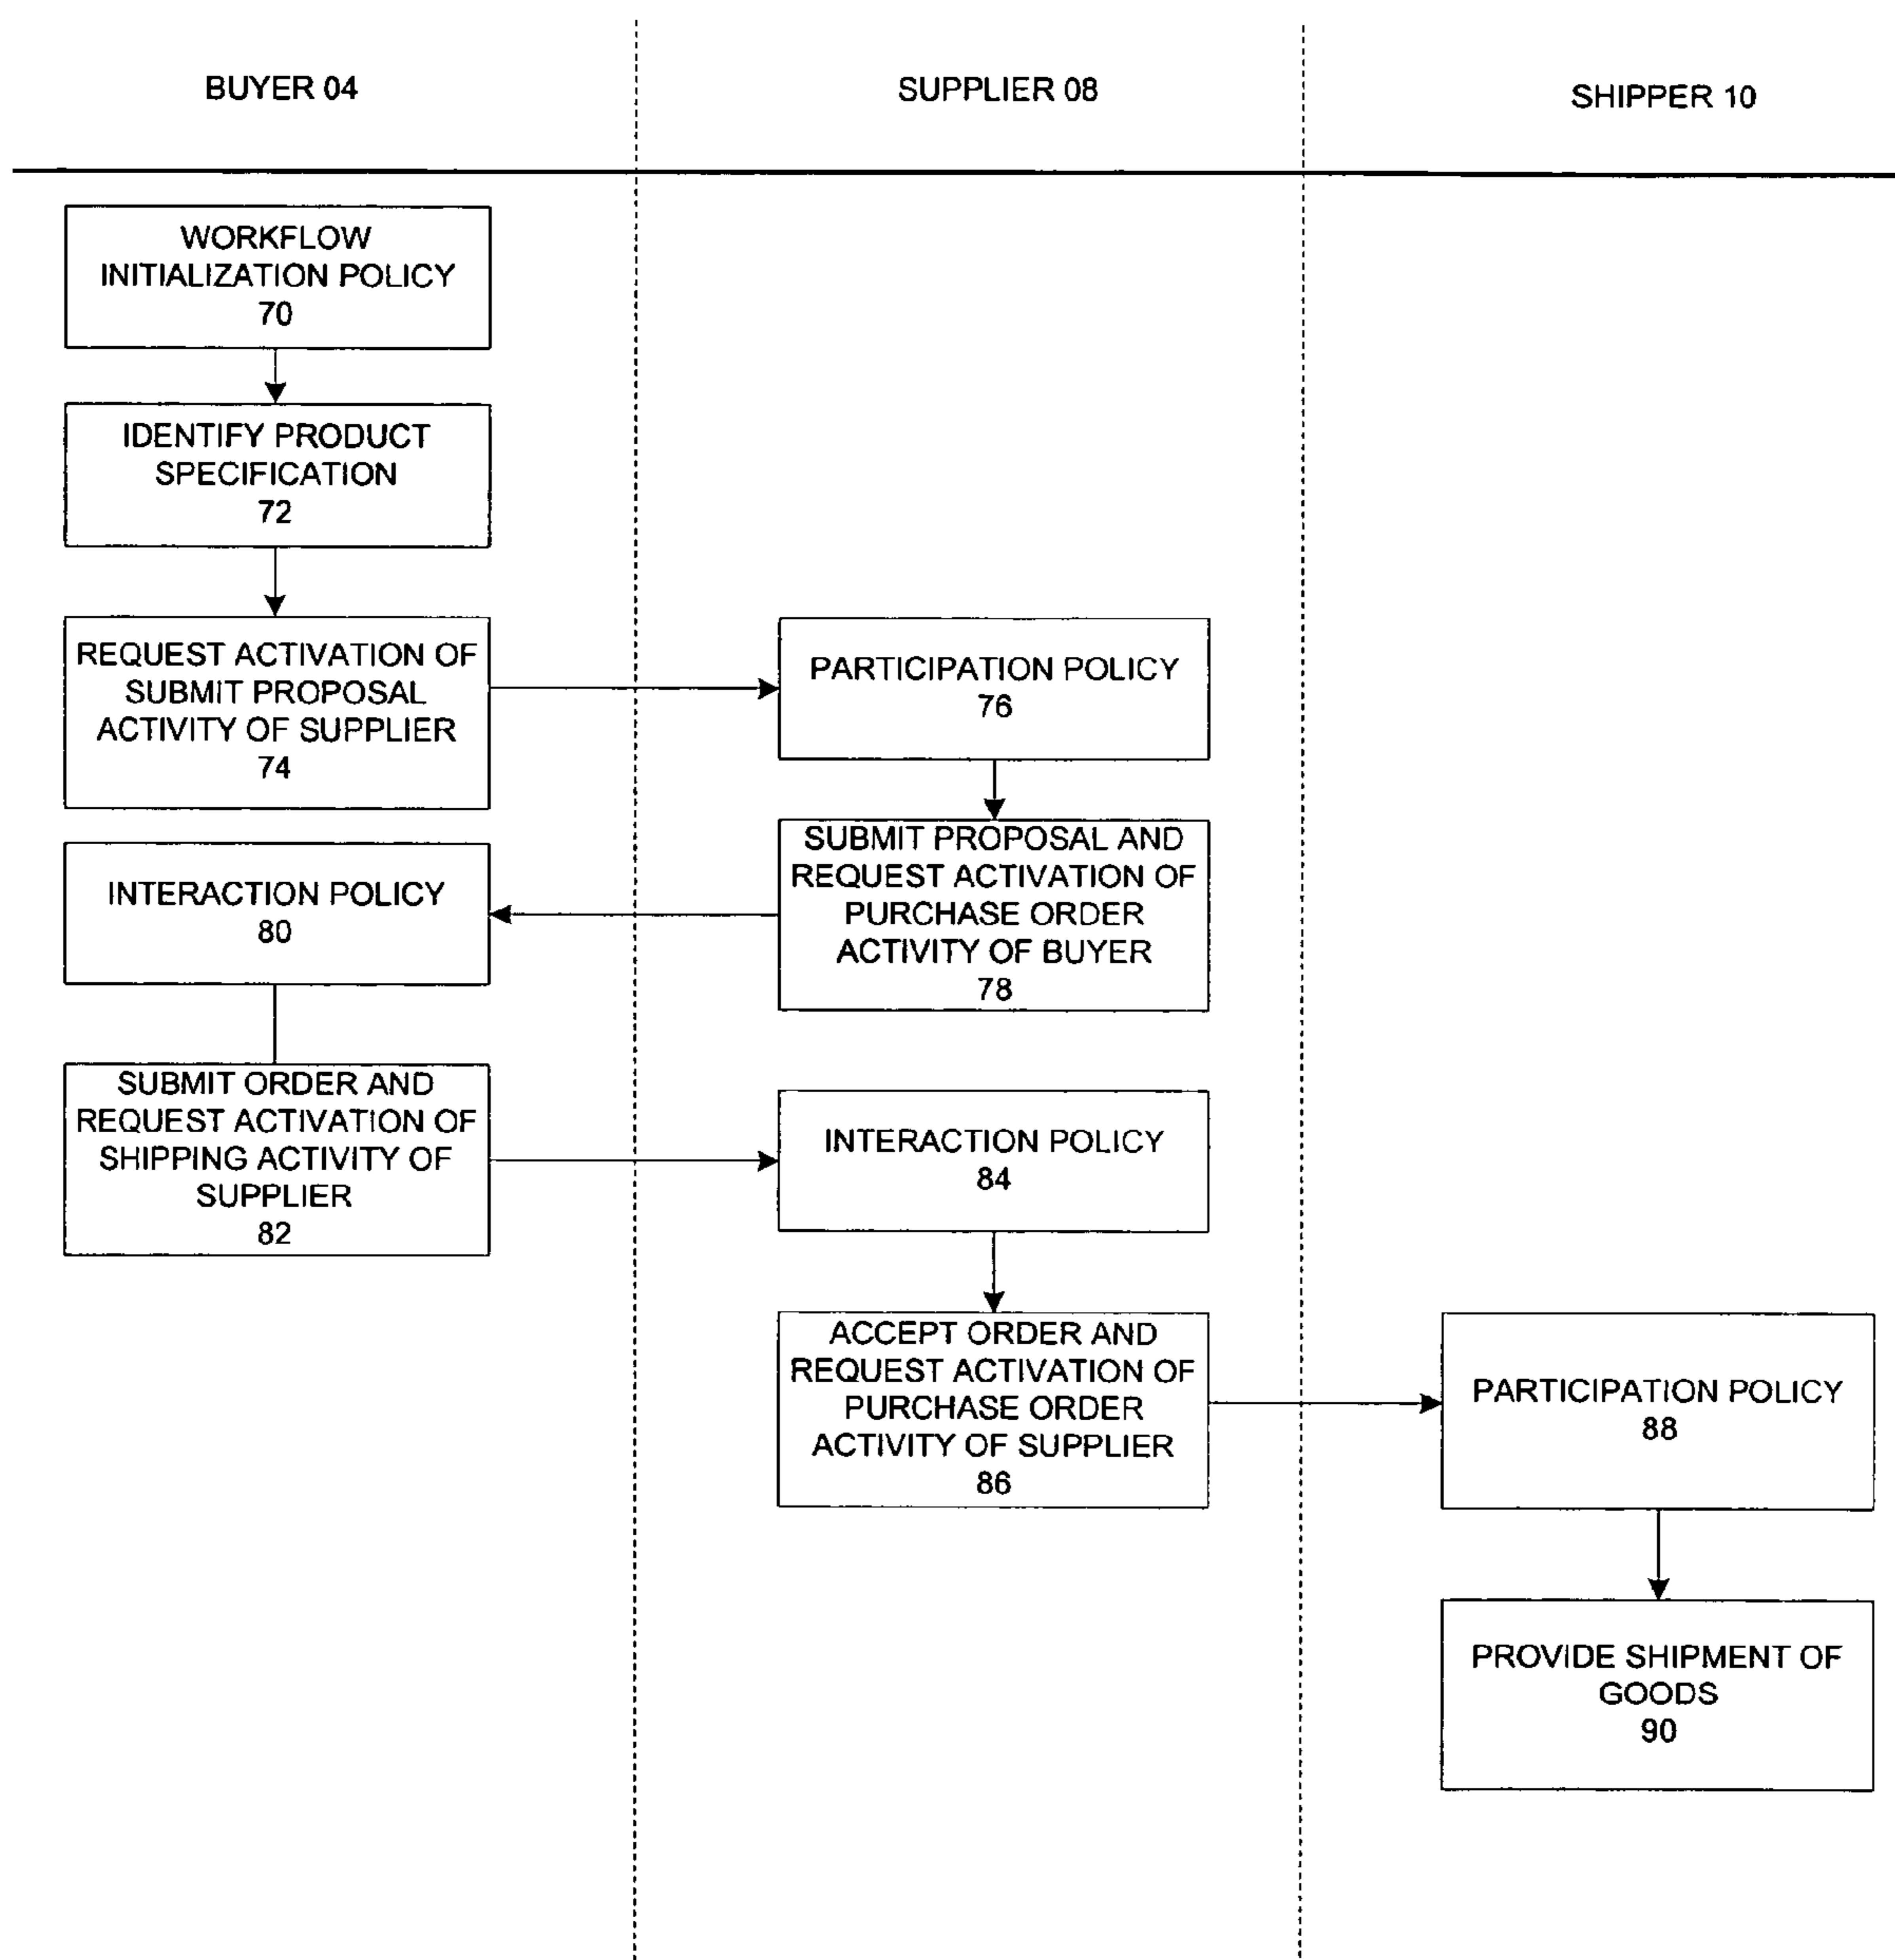 BUYER 04
SUPPLIER 08
SHIPPER 10
WORKFLOW
INITIALIZATION POLICY
70
IDENTIFY PRODUCT
SPECIFICATION
72
REQUEST ACTIVATION OF
SUBMIT PROPOSAL
ACTIVITY OF SUPPLIER
74
PARTICIPATION POLICY
76
SUBMIT PROPOSAL AND
REQUEST ACTIVATION OF
PURCHASE ORDER
ACTIVITY OF BUYER
78
INTERACTION POLICY
80
SUBMIT ORDER AND
REQUEST ACTIVATION OF
SHIPPING ACTIVITY OF
SUPPLIER
82
INTERACTION POLICY
84
ACCEPT ORDER AND
REQUEST ACTIVATION OF
PURCHASE ORDER
ACTIVITY OF SUPPLIER
86
PARTICIPATION POLICY
88
PROVIDE SHIPMENT OF
GOODS
90